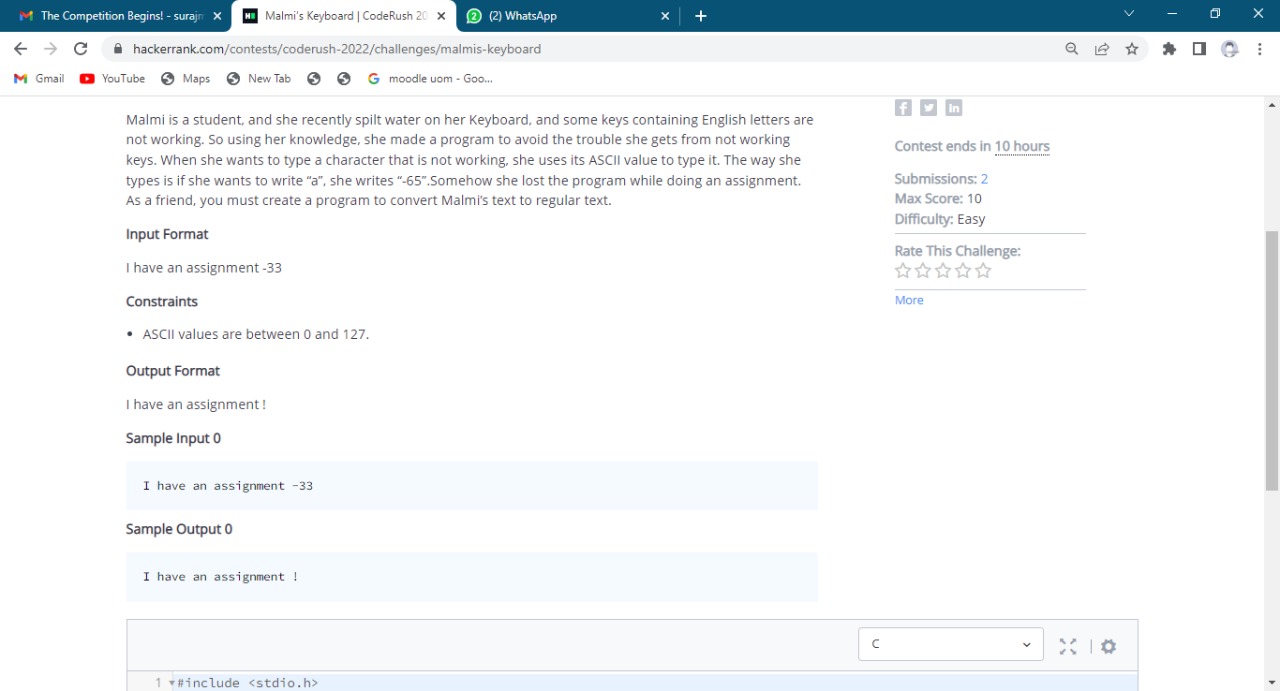 The Competition Begins! - surajn
Malmi's Keyboard | CodeRush 20
(2) WhatsApp
hackerrank.com/contests/coderush-2022/challenges/malmis-keyboard
Gmail YouTube Maps New Tab moodle uom - Goo...
Malmi is a student, and she recently spilt water on her Keyboard, and some keys containing English letters are
not working. So using her knowledge, she made a program to avoid the trouble she gets from not working
keys. When she wants to type a character that is not working, she uses its ASCII value to type it. The way she
types is if she wants to write “a”, she writes “-65”.Somehow she lost the program while doing an assignment.
As a friend, you must create a program to convert Malmi’s text to regular text.
Input Format
I have an assignment -33
Constraints
• ASCII values are between 0 and 127.
Output Format
I have an assignment !
Sample Input 0
I have an assignment -33
Sample Output 0
I have an assignment !
Contest ends in 10 hours
Submissions: 2
Max Score: 10
Difficulty: Easy
Rate This Challenge:
More
C
1 #include <stdio.h>